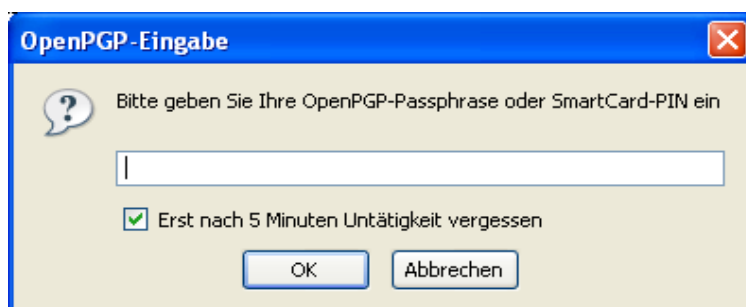 OpenPGP-Eingabe
Bitte geben Sie Ihre OpenPGP-Passphrase oder SmartCard-PIN ein
Erst nach 5 Minuten Untätigkeit vergessen
OK Abbrechen